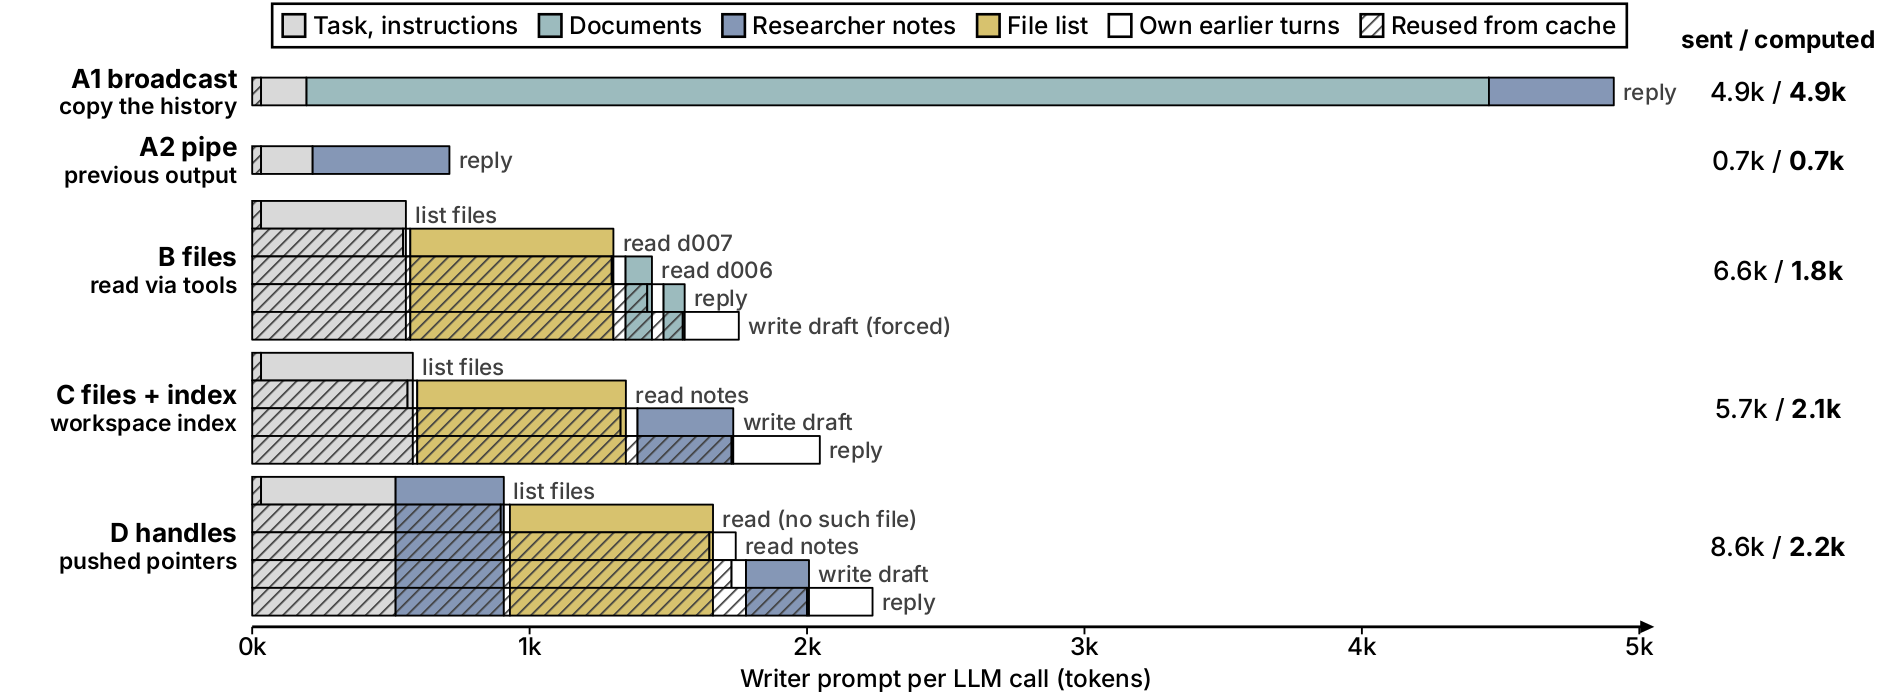 Task, instructions Documents Researcher notes File list Own earlier turns Reused from cache
sent / computed
A1 broadcast
copy the history
reply
4.9k / 4.9k
A2 pipe
previous output
reply
0.7k / 0.7k
B files
read via tools
list files
read d007
read d006
reply
write draft (forced)
6.6k / 1.8k
C files + index
workspace index
list files
read notes
write draft
reply
5.7k / 2.1k
D handles
pushed pointers
list files
read (no such file)
read notes
write draft
reply
8.6k / 2.2k
0k 1k 2k 3k 4k 5k
Writer prompt per LLM call (tokens)